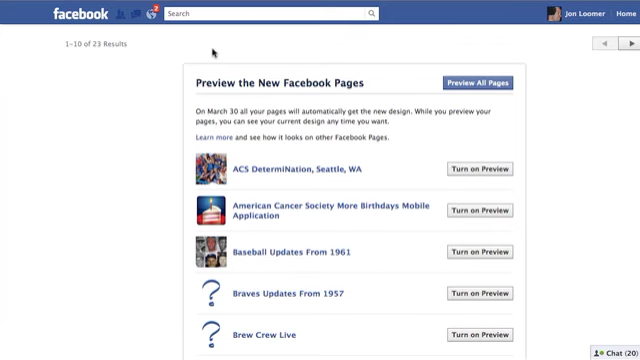 facebook
2
Search
Jon Loomer
Home
1-10 of 23 Results
Preview the New Facebook Pages
Preview All Pages
On March 30 all your pages will automatically get the new design. While you preview your
pages, you can see your current design any time you want.
Learn more and see how it looks on other Facebook Pages.
ACS DetermiNation, Seattle, WA
Turn on Preview
American Cancer Society More Birthdays Mobile
Application
Turn on Preview
Baseball Updates From 1961
Turn on Preview
Braves Updates From 1957
Turn on Preview
Brew Crew Live
Turn on Preview
Chat (20)